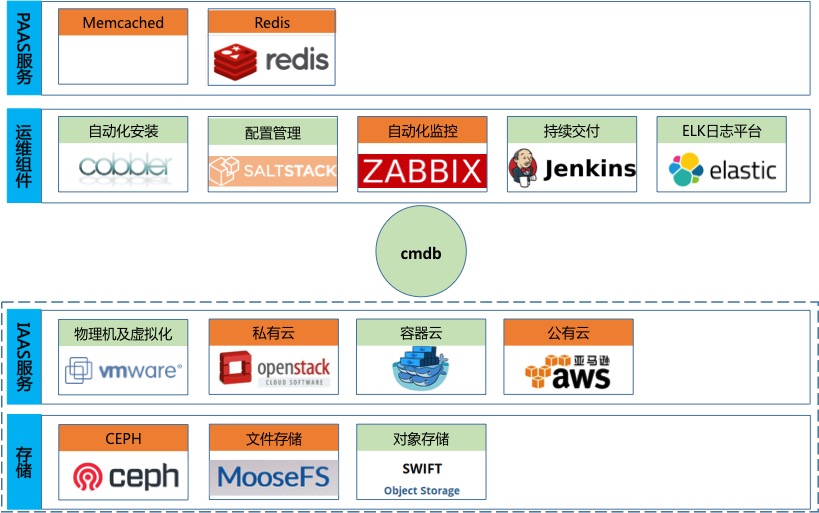 PAAS服务
Memcached
Redis
redis
运维组件
自动化安装
cobbler
配置管理
SALTSTACK
自动化监控
ZABBIX
持续交付
Jenkins
ELK日志平台
elastic
cmdb
IAAS服务
物理机及虚拟化
vmware®
私有云
openstack
CLOUD SOFTWARE
容器云
公有云
亚马逊
aws
存储
CEPH
ceph
文件存储
MooseFS
对象存储
SWIFT
Object Storage